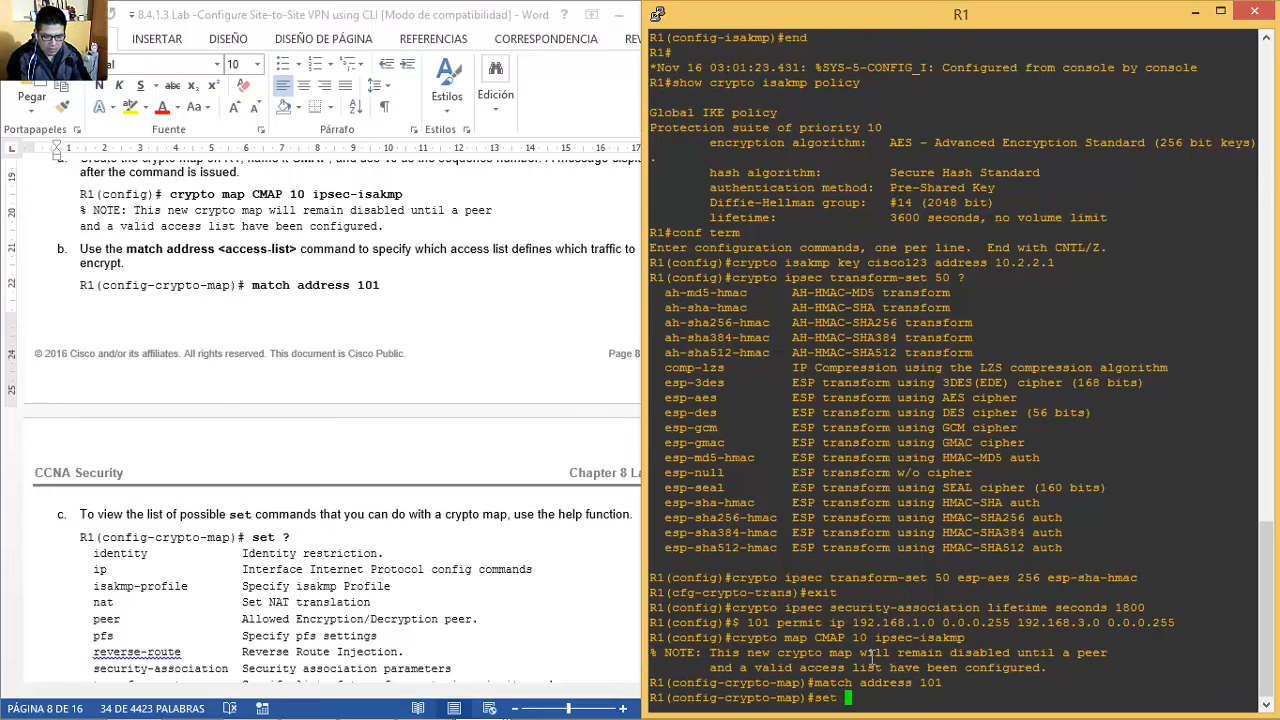 8.4.1.3 Lab -Configure Site-to-Site VPN using CLI [Modo de compatibilidad] - Word
INSERTAR DISEÑO DISEÑO DE PÁGINA REFERENCIAS CORRESPONDENCIA REV
10
Pegar
Estilos
Edición
Portapapeles Fuente Párrafo Estilos
after the command is issued.
R1(config)# crypto map CMAP 10 ipsec-isakmp
% NOTE: This new crypto map will remain disabled until a peer
and a valid access list have been configured.
b. Use the match address <access-list> command to specify which access list defines which traffic to
encrypt.
R1(config-crypto-map)# match address 101
© 2016 Cisco and/or its affiliates. All rights reserved. This document is Cisco Public. Page 8
CCNA Security Chapter 8 La
c. To view the list of possible set commands that you can do with a crypto map, use the help function.
R1(config-crypto-map)# set ?
identity Identity restriction.
ip Interface Internet Protocol config commands
isakmp-profile Specify isakmp Profile
nat Set NAT translation
peer Allowed Encryption/Decryption peer.
pfs Specify pfs settings
reverse-route Reverse Route Injection.
security-association Security association parameters
PÁGINA 8 DE 16 34 DE 4423 PALABRAS
R1
R1(config-isakmp)#end
R1#
*Nov 16 03:01:23.431: %SYS-5-CONFIG_I: Configured from console by console
R1#show crypto isakmp policy
Global IKE policy
Protection suite of priority 10
encryption algorithm: AES - Advanced Encryption Standard (256 bit keys)
.
hash algorithm: Secure Hash Standard
authentication method: Pre-Shared Key
Diffie-Hellman group: #14 (2048 bit)
lifetime: 3600 seconds, no volume limit
R1#conf term
Enter configuration commands, one per line. End with CNTL/Z.
R1(config)#crypto isakmp key cisco123 address 10.2.2.1
R1(config)#crypto ipsec transform-set 50 ?
ah-md5-hmac AH-HMAC-MD5 transform
ah-sha-hmac AH-HMAC-SHA transform
ah-sha256-hmac AH-HMAC-SHA256 transform
ah-sha384-hmac AH-HMAC-SHA384 transform
ah-sha512-hmac AH-HMAC-SHA512 transform
comp-lzs IP Compression using the LZS compression algorithm
esp-3des ESP transform using 3DES(EDE) cipher (168 bits)
esp-aes ESP transform using AES cipher
esp-des ESP transform using DES cipher (56 bits)
esp-gcm ESP transform using GCM cipher
esp-gmac ESP transform using GMAC cipher
esp-md5-hmac ESP transform using HMAC-MD5 auth
esp-null ESP transform w/o cipher
esp-seal ESP transform using SEAL cipher (160 bits)
esp-sha-hmac ESP transform using HMAC-SHA auth
esp-sha256-hmac ESP transform using HMAC-SHA256 auth
esp-sha384-hmac ESP transform using HMAC-SHA384 auth
esp-sha512-hmac ESP transform using HMAC-SHA512 auth
R1(config)#crypto ipsec transform-set 50 esp-aes 256 esp-sha-hmac
R1(cfg-crypto-trans)#exit
R1(config)#crypto ipsec security-association lifetime seconds 1800
R1(config)#$ 101 permit ip 192.168.1.0 0.0.0.255 192.168.3.0 0.0.0.255
R1(config)#crypto map CMAP 10 ipsec-isakmp
% NOTE: This new crypto map will remain disabled until a peer
and a valid access list have been configured.
R1(config-crypto-map)#match address 101
R1(config-crypto-map)#set